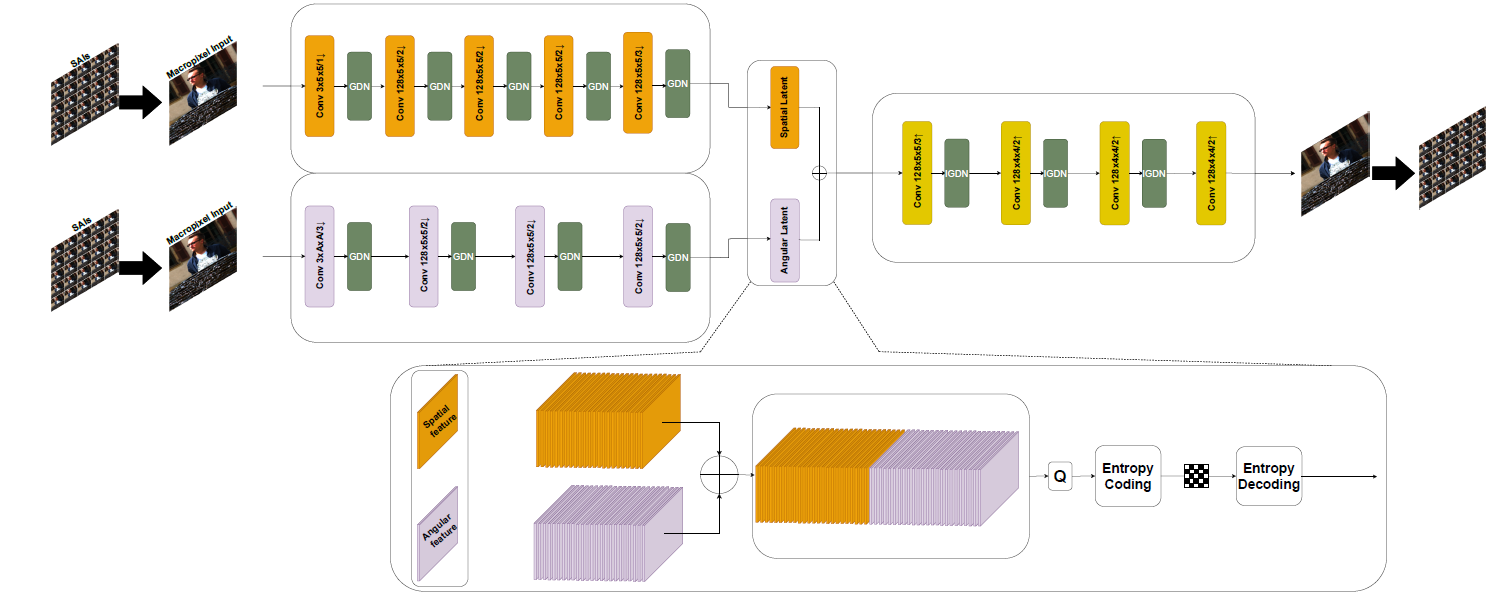 SAIs
Macropixel Input
Conv 3x5x5/1↓
GDN
Conv 128x5x5/2↓
GDN
Conv 128x5x5/2↓
GDN
Conv 128x5x5/2↓
GDN
Conv 128x5x5/3↓
GDN
SAIs
Macropixel Input
Conv 3xAxA/3↓
GDN
Conv 128x5x5/2↓
GDN
Conv 128x5x5/2↓
GDN
Conv 128x5x5/2↓
GDN
Spatial Latent
Angular Latent
Conv 128x5x5/3↑
IGDN
Conv 128x4x4/2↑
IGDN
Conv 128x4x4/2↑
IGDN
Conv 128x4x4/2↑
Spatial
feature
Angular
feature
Q
Entropy
Coding
Entropy
Decoding